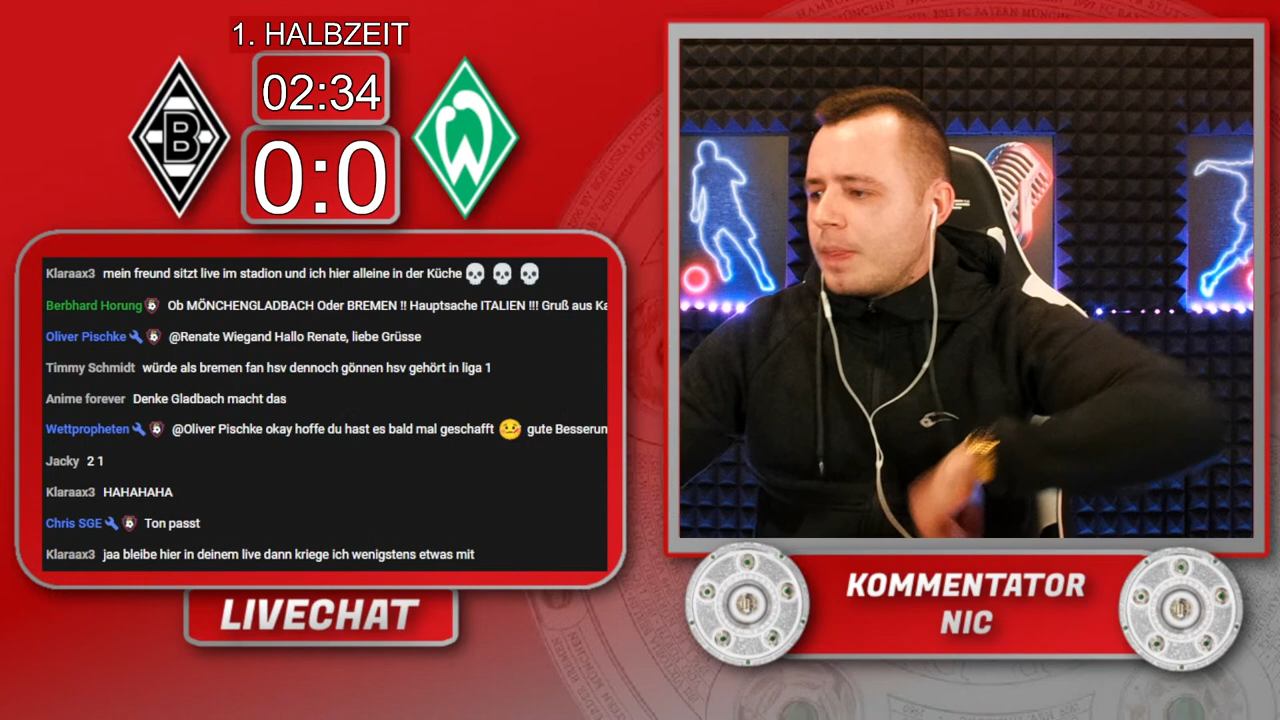 1. HALBZEIT
02:34
B
W
0:0
Klaraax3 mein freund sitzt live im stadion und ich hier alleine in der Küche 💀 💀 💀
Berbhard Horung Ob MÖNCHENGLADBACH Oder BREMEN !! Hauptsache ITALIEN !!! Gruß aus Ka
Oliver Pischke @Renate Wiegand Hallo Renate, liebe Grüsse
Timmy Schmidt würde als bremen fan hsv dennoch gönnen hsv gehört in liga 1
Anime forever Denke Gladbach macht das
Wettpropheten @Oliver Pischke okay hoffe du hast es bald mal geschafft 🤒 gute Besserun
Jacky 2 1
Klaraax3 HAHAHAHA
Chris SGE Ton passt
Klaraax3 jaa bleibe hier in deinem live dann kriege ich wenigstens etwas mit
LIVECHAT
KOMMENTATOR
NIC